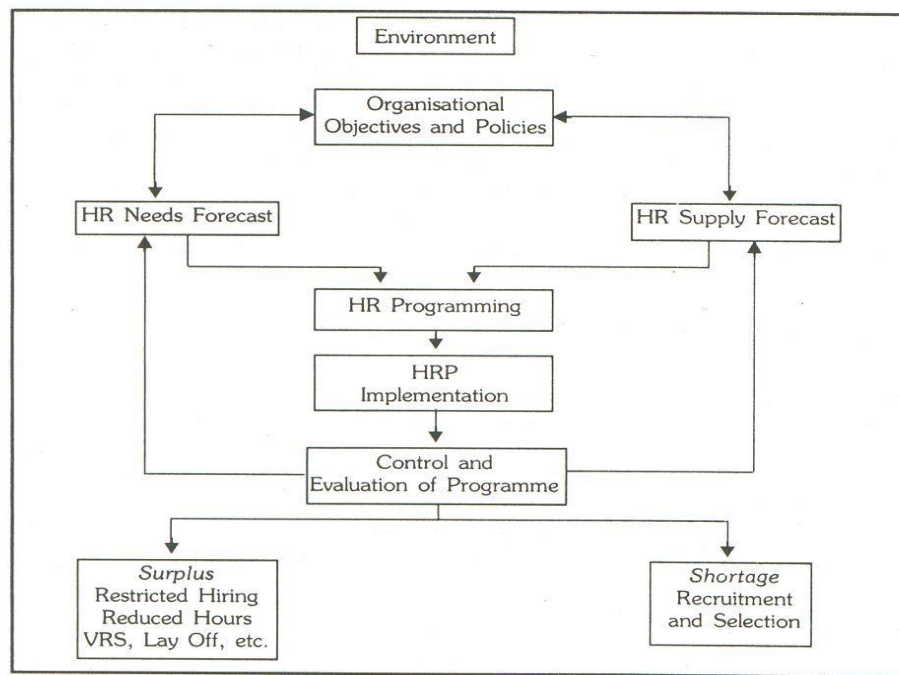 Environment
Organisational
Objectives and Policies
HR Needs Forecast
HR Supply Forecast
HR Programming
HRP
Implementation
Control and
Evaluation of Programme
Surplus
Restricted Hiring
Reduced Hours
VRS, Lay Off, etc.
Shortage
Recruitment
and Selection